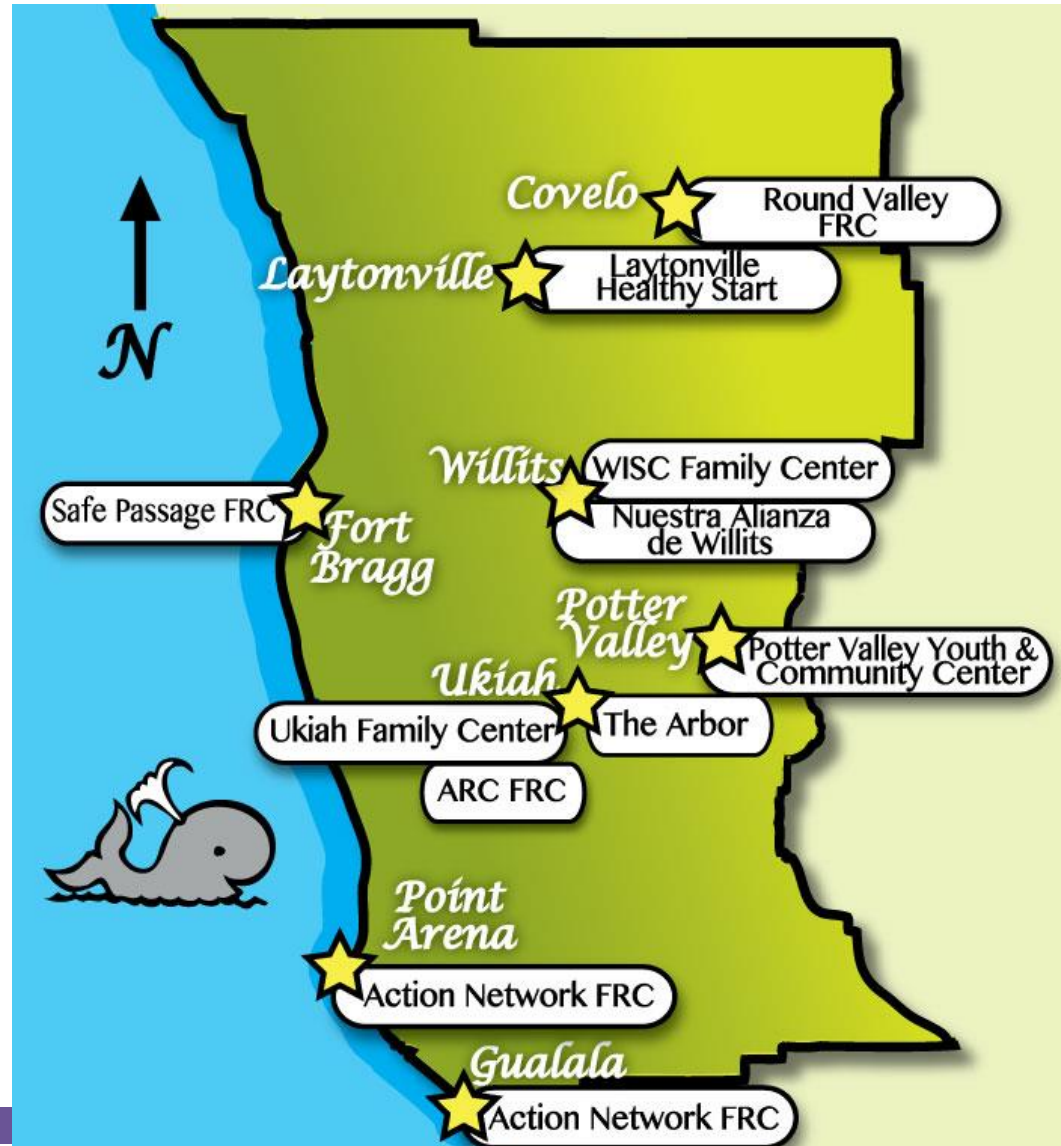 Covelo
Round Valley
FRC
Laytonville
Laytonville
Healthy Start
N
Willits
WISC Family Center
Nuestra Alianza
de Willits
Safe Passage FRC
Fort
Bragg
Potter
Valley
Potter Valley Youth &
Community Center
Ukiah
Ukiah Family Center
The Arbor
ARC FRC
Point
Arena
Action Network FRC
Gualala
Action Network FRC